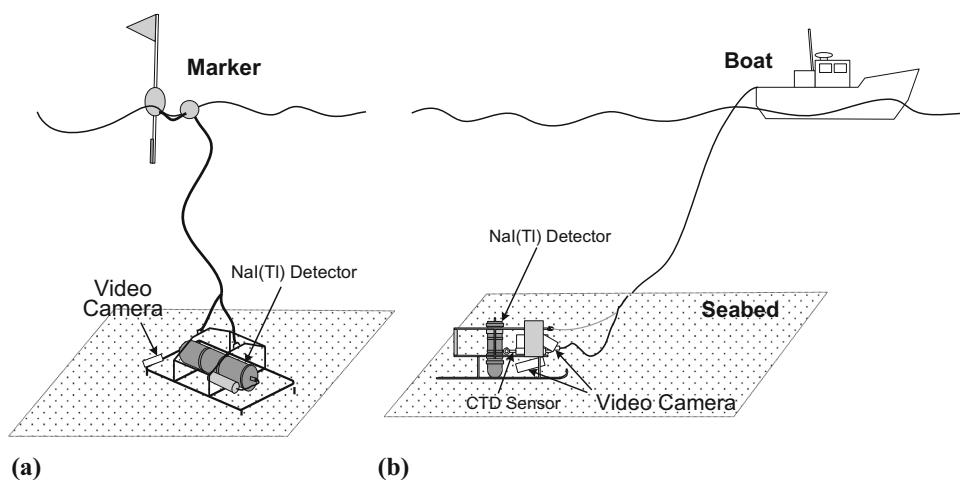 Marker
Boat
NaI(Tl) Detector
NaI(Tl) Detector
Video
Camera
Seabed
CTD Sensor
Video Camera
(a)
(b)